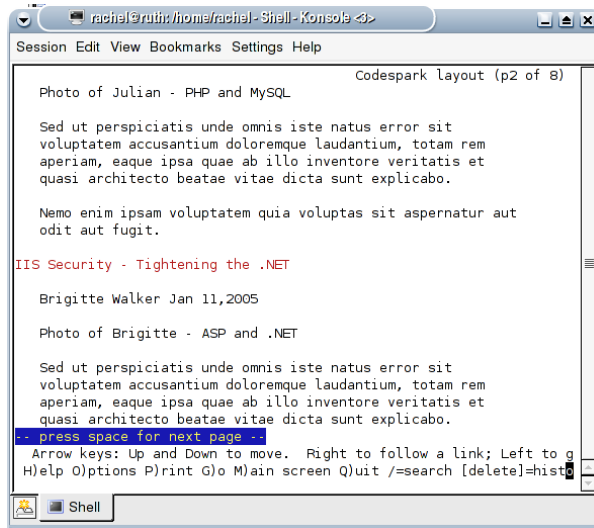 rachel@ruth: /home/rachel - Shell - Konsole <3>
Session Edit View Bookmarks Settings Help
Codespark layout (p2 of 8)
Photo of Julian - PHP and MySQL
Sed ut perspiciatis unde omnis iste natus error sit
voluptatem accusantium doloremque laudantium, totam rem
aperiam, eaque ipsa quae ab illo inventore veritatis et
quasi architecto beatae vitae dicta sunt explicabo.
Nemo enim ipsam voluptatem quia voluptas sit aspernatur aut
odit aut fugit.
IIS Security - Tightening the .NET
Brigitte Walker Jan 11,2005
Photo of Brigitte - ASP and .NET
Sed ut perspiciatis unde omnis iste natus error sit
voluptatem accusantium doloremque laudantium, totam rem
aperiam, eaque ipsa quae ab illo inventore veritatis et
quasi architecto beatae vitae dicta sunt explicabo.
-- press space for next page --
Arrow keys: Up and Down to move. Right to follow a link; Left to g
H)elp O)ptions P)rint G)o M)ain screen Q)uit /=search [delete]=histo
Shell